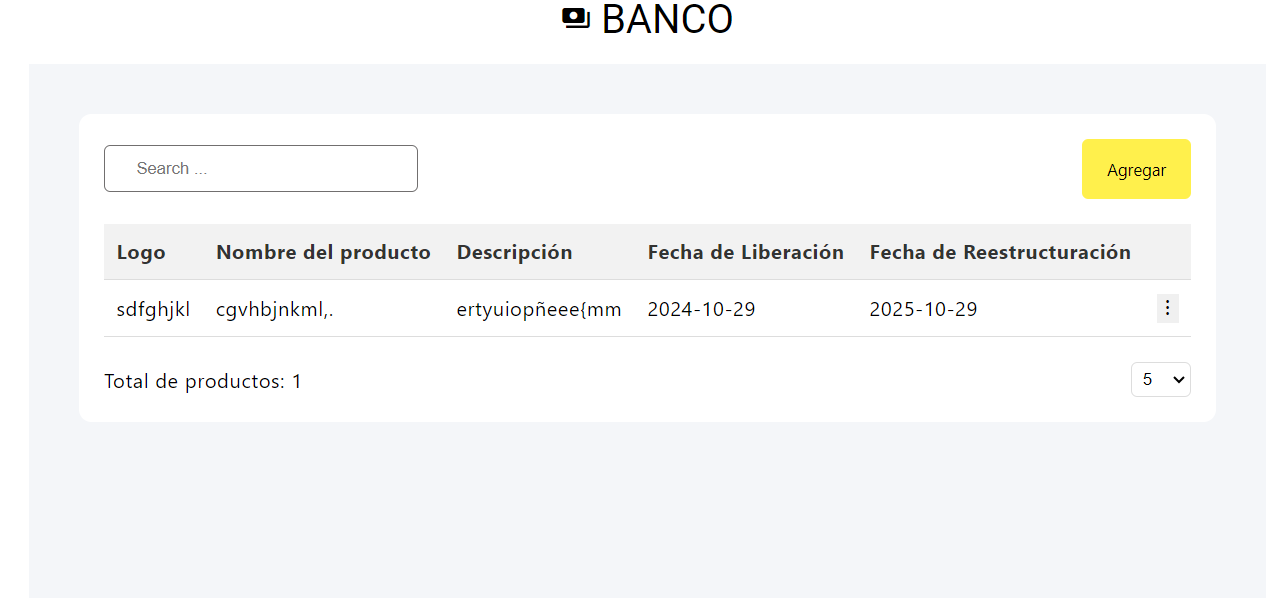 BANCO
Search ...
Agregar
Logo Nombre del producto Descripción Fecha de Liberación Fecha de Reestructuración
sdfghjkl cgvhbjnkml,. ertyuiopñeee{mm 2024-10-29 2025-10-29
Total de productos: 1
5